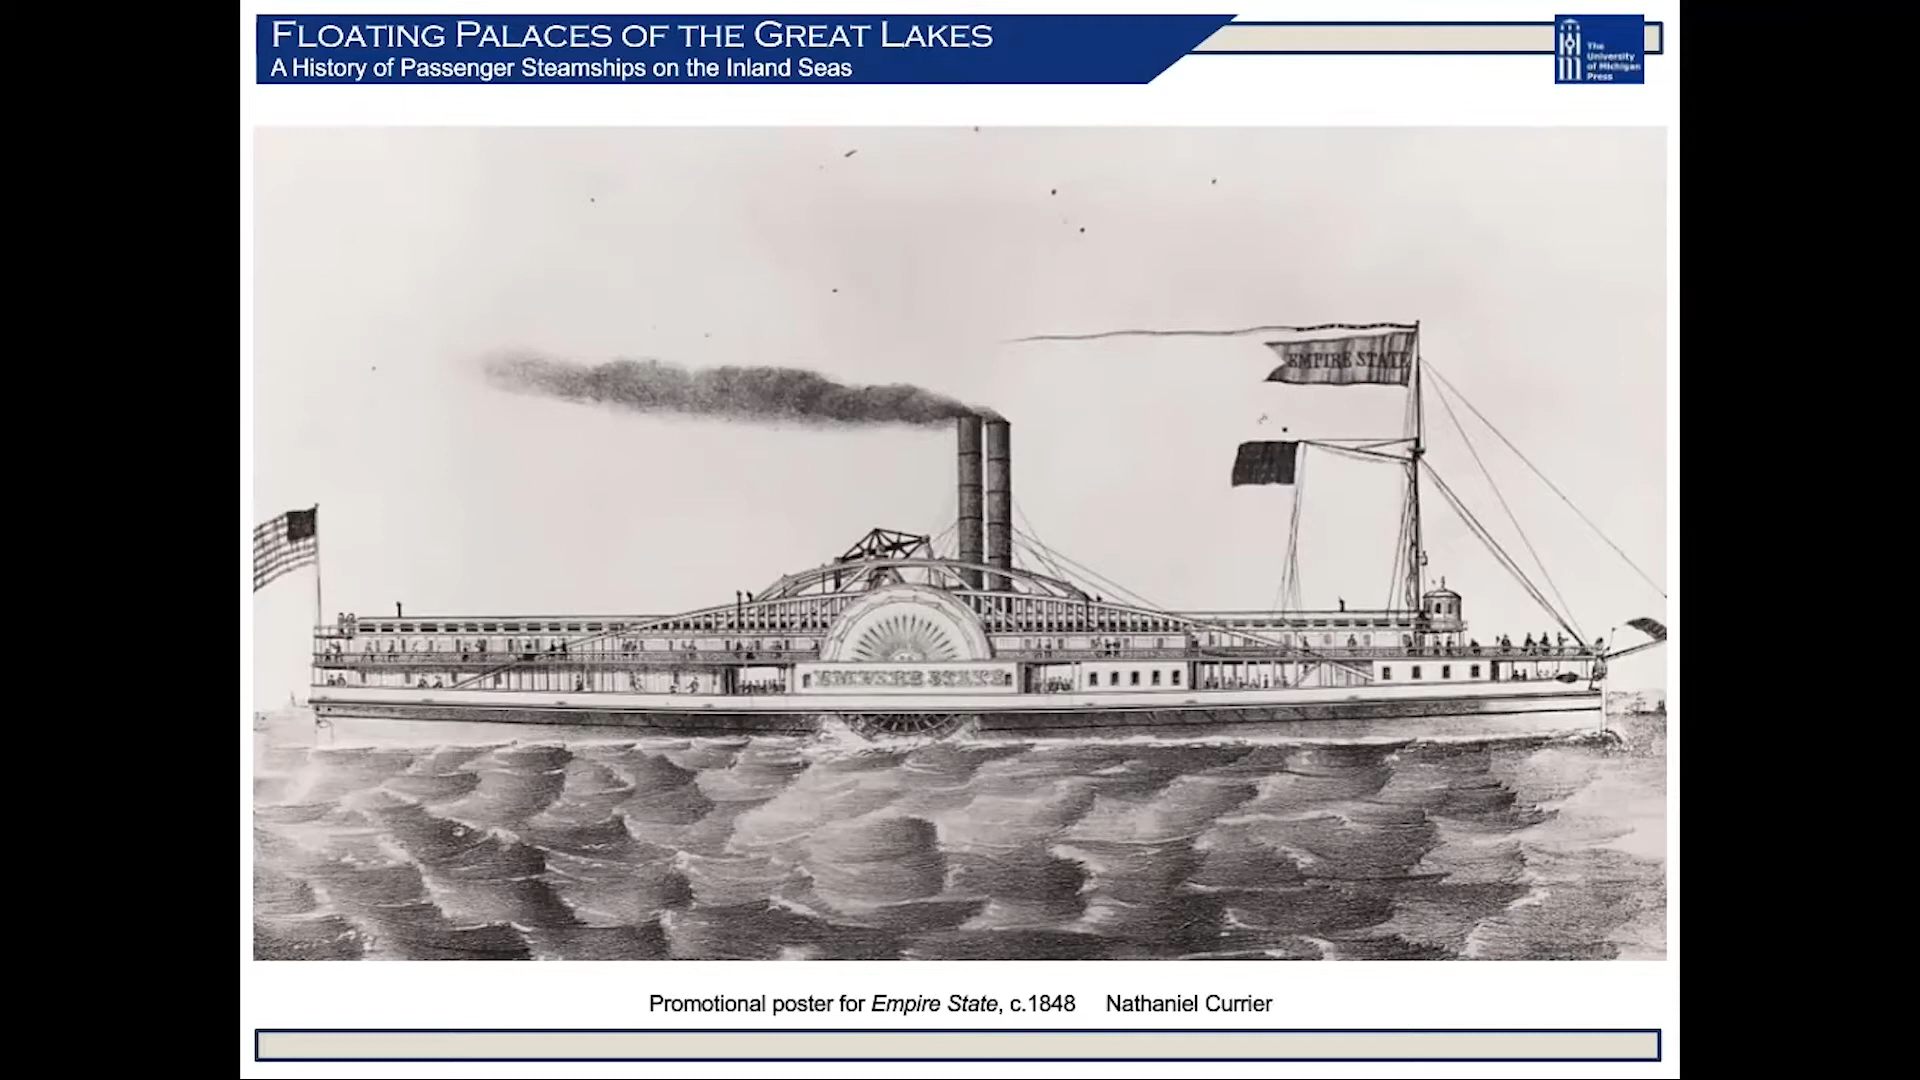 FLOATING PALACES OF THE GREAT LAKES
A History of Passenger Steamships on the Inland Seas
The
University
of Michigan
Press
EMPIRE STATE
EMPIRE STATE
Promotional poster for Empire State, c.1848 Nathaniel Currier